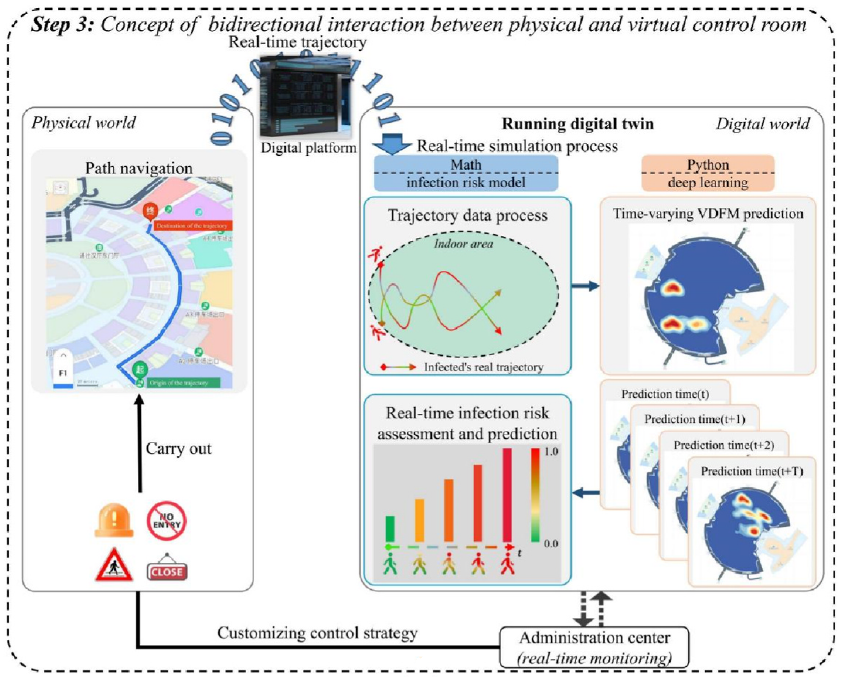 Step 3: Concept of bidirectional interaction between physical and virtual control room
Real-time trajectory
010101011101
Digital platform
Physical world
Path navigation
终
Destination of the trajectory
起
Origin of the trajectory
F1
Carry out
NO
ENTRY
CLOSE
Running digital twin
Digital world
Real-time simulation process
Math
infection risk model
Python
deep learning
Trajectory data process
Indoor area
Infected's real trajectory
Time-varying VDFM prediction
Prediction time(t)
Prediction time(t+1)
Prediction time(t+2)
Prediction time(t+T)
Real-time infection risk
assessment and prediction
1.0
0.0
t
Customizing control strategy
Administration center
(real-time monitoring)